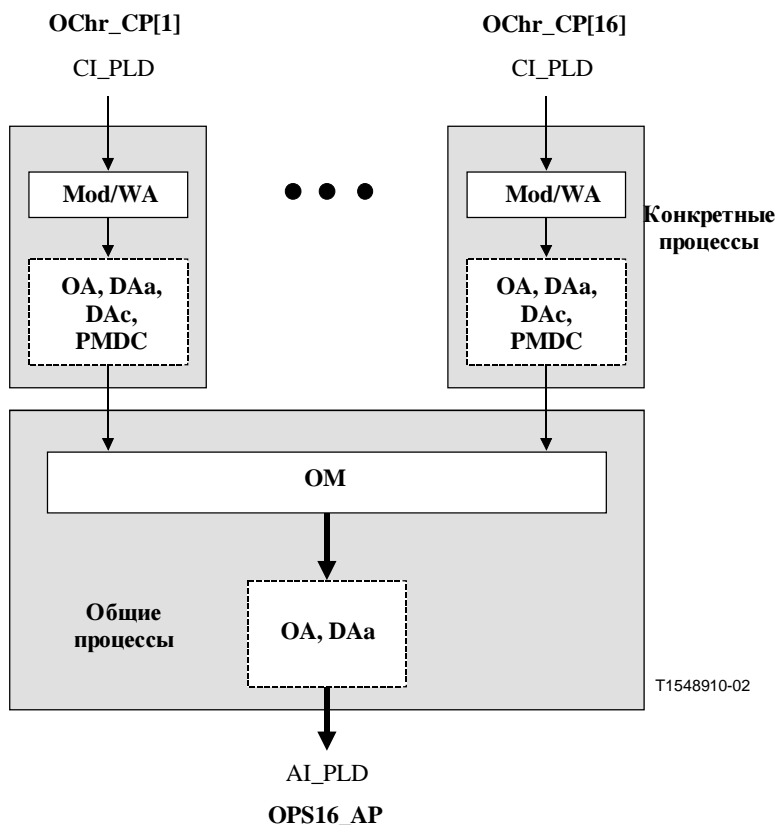 OChr_CP[1]
OChr_CP[16]
CI_PLD
CI_PLD
Mod/WA
Mod/WA
Конкретные
процессы
OA, DAa,
DAc,
PMDC
OA, DAa,
DAc,
PMDC
OM
Общие
процессы
OA, DAa
T1548910-02
AI_PLD
OPS16_AP